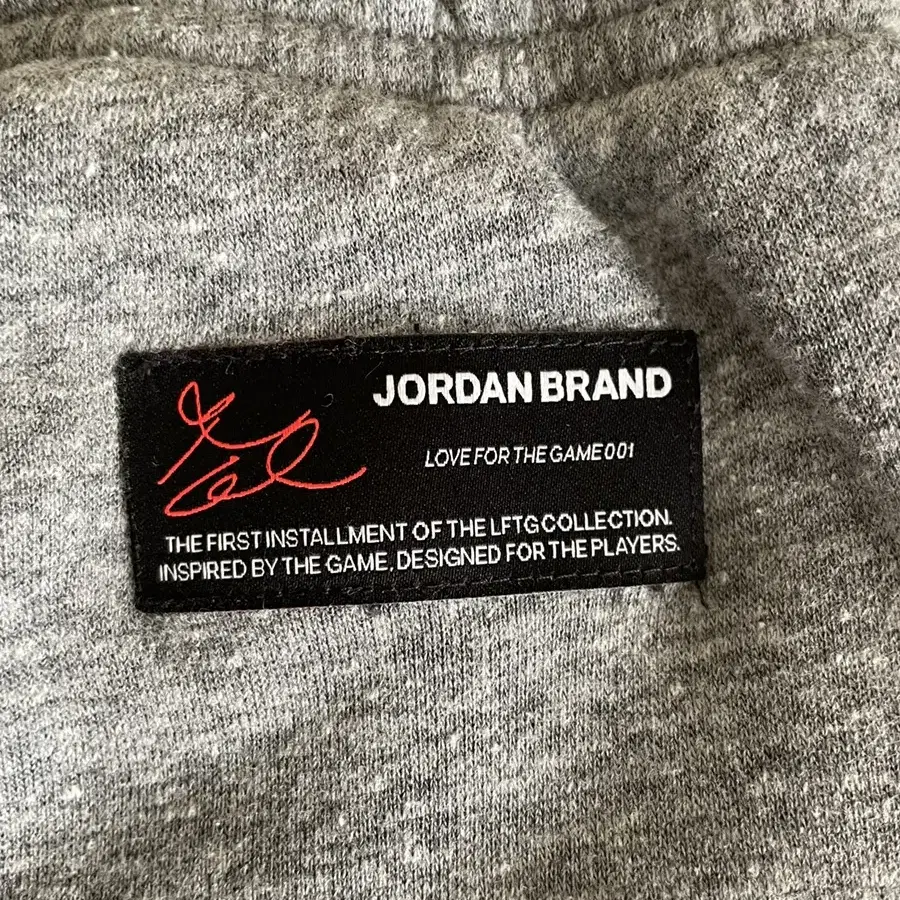 JORDAN BRAND
LOVE FOR THE GAME 001
THE FIRST INSTALLMENT OF THE LFTG COLLECTION.
INSPIRED BY THE GAME, DESIGNED FOR THE PLAYERS.